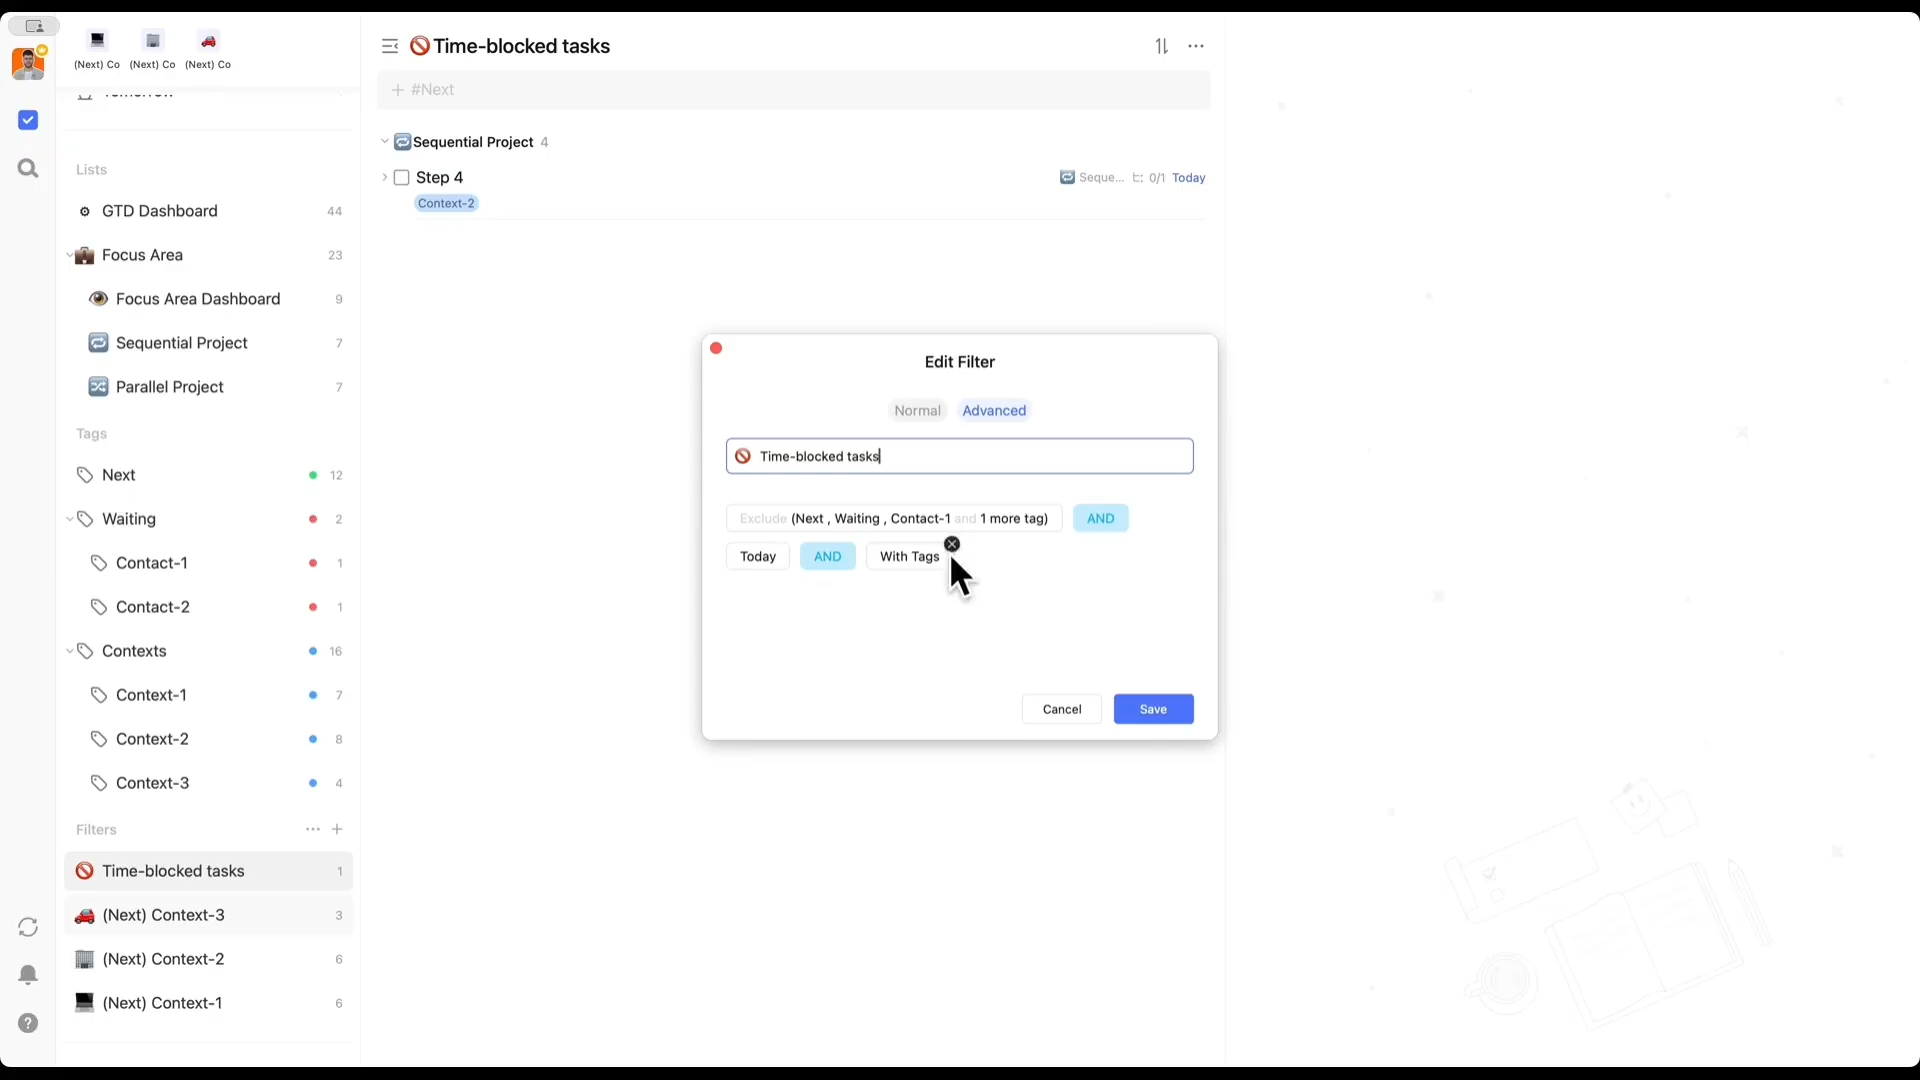 (Next) Co (Next) Co (Next) Co
Tomorrow
Lists
GTD Dashboard 44
Focus Area 23
Focus Area Dashboard 9
Sequential Project 7
Parallel Project 7
Tags
Next 12
Waiting 2
Contact-1 1
Contact-2 1
Contexts 16
Context-1 7
Context-2 8
Context-3 4
Filters
Time-blocked tasks 1
(Next) Context-3 3
(Next) Context-2 6
(Next) Context-1 6
Time-blocked tasks
+ #Next
Sequential Project 4
Step 4 Seque... 0/1 Today
Context-2
Edit Filter
Normal Advanced
Time-blocked tasks
Exclude (Next , Waiting , Contact-1 and 1 more tag) AND
Today AND With Tags
Cancel Save